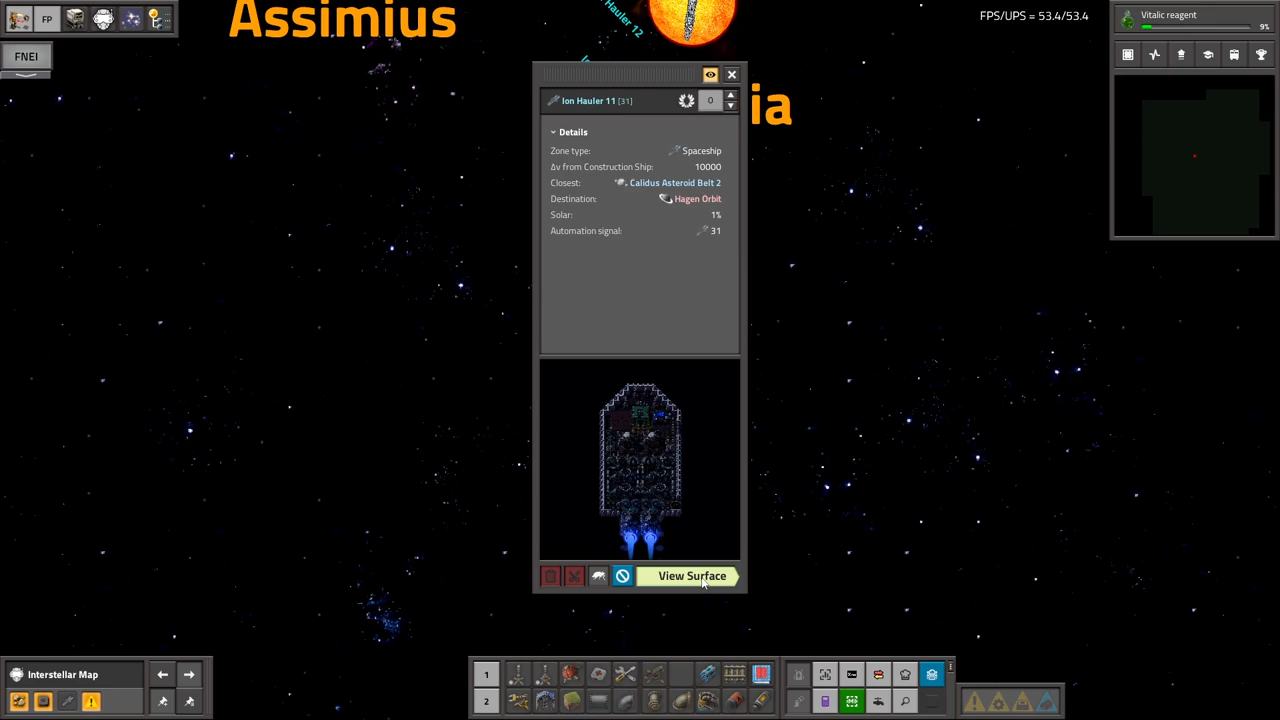 FP
FNEI
Assimius
Hauler 12
ia
FPS/UPS = 53.4/53.4
Vitalic reagent
9%
Ion Hauler 11 [31]
0
Details
Zone type: Spaceship
Δv from Construction Ship: 10000
Closest: Calidus Asteroid Belt 2
Destination: Hagen Orbit
Solar: 1%
Automation signal: 31
View Surface
Interstellar Map
1
2